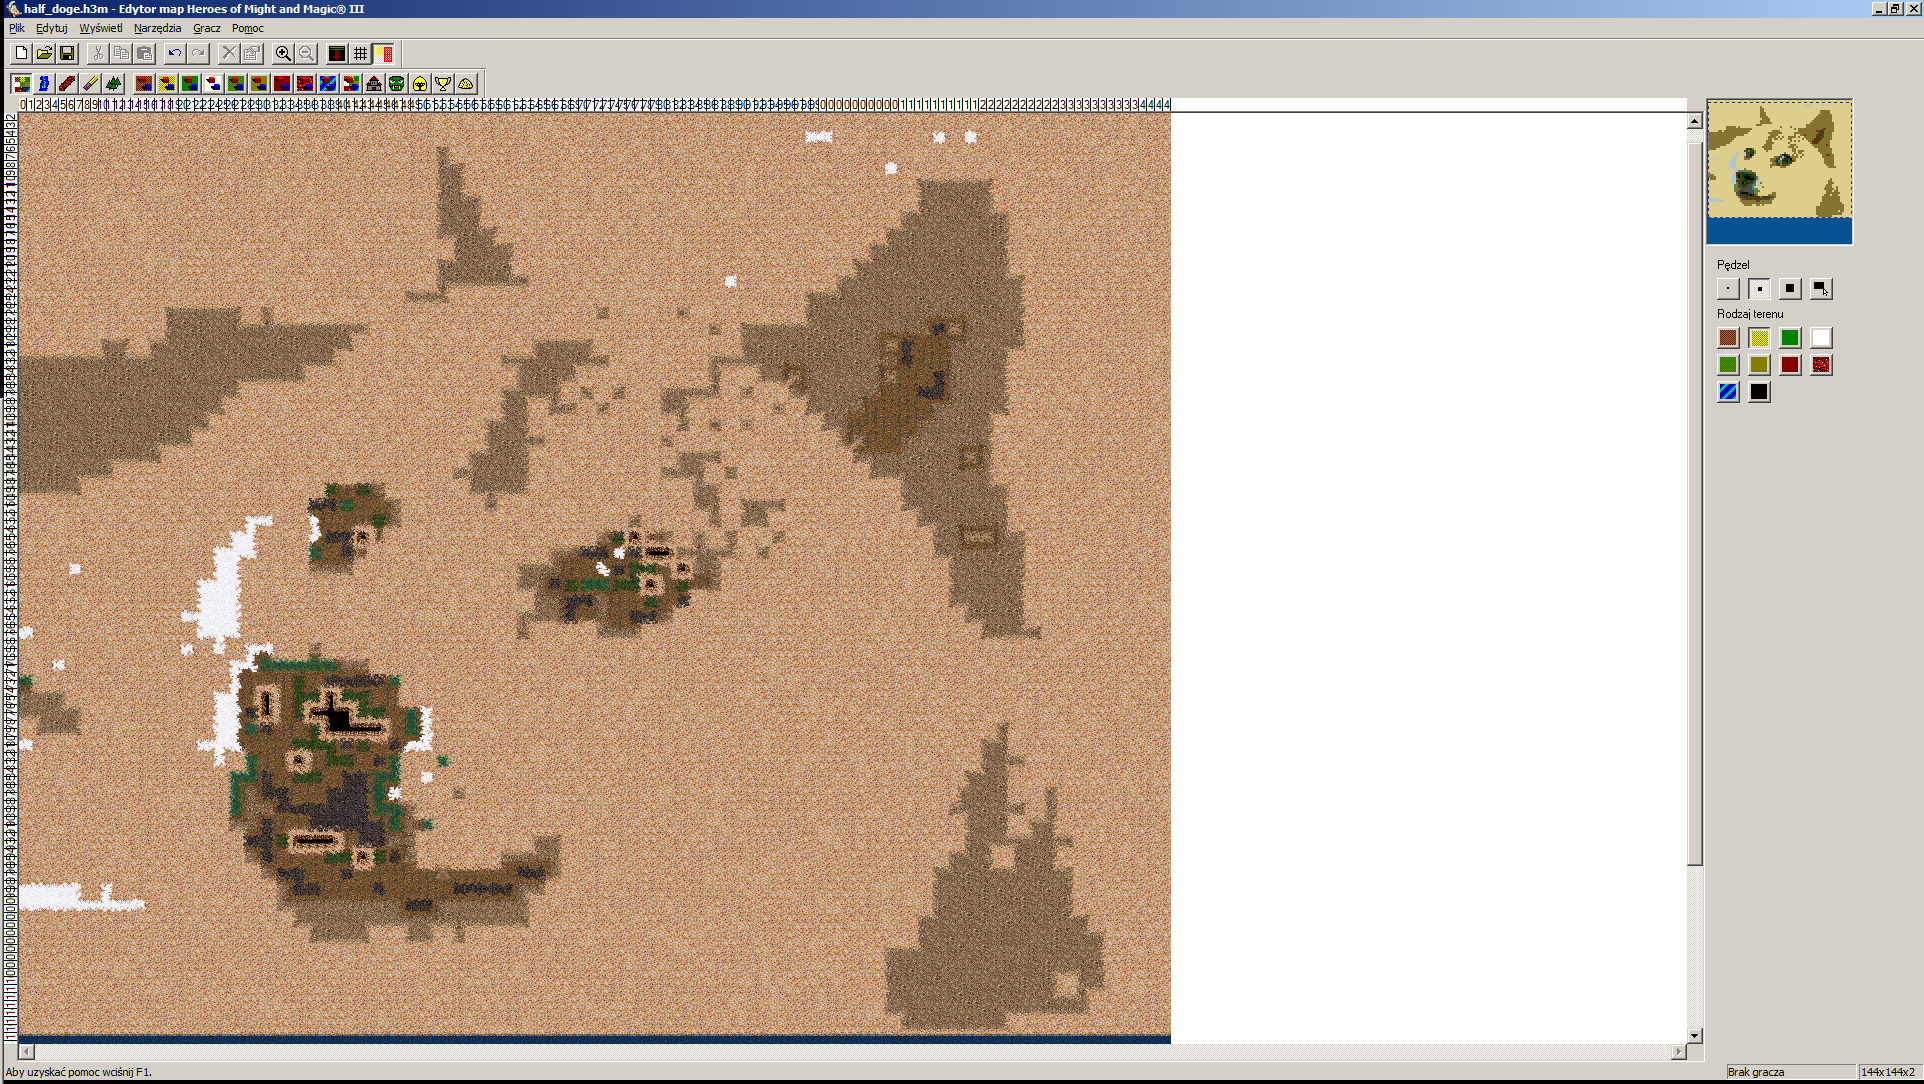 half_doge.h3m - Edytor map Heroes of Might and Magic® III
Plik Edytuj Wyświetl Narzędzia Gracz Pomoc
Pędzel
Rodzaj terenu
Aby uzyskać pomoc wciśnij F1.
Brak gracza
144x144x2